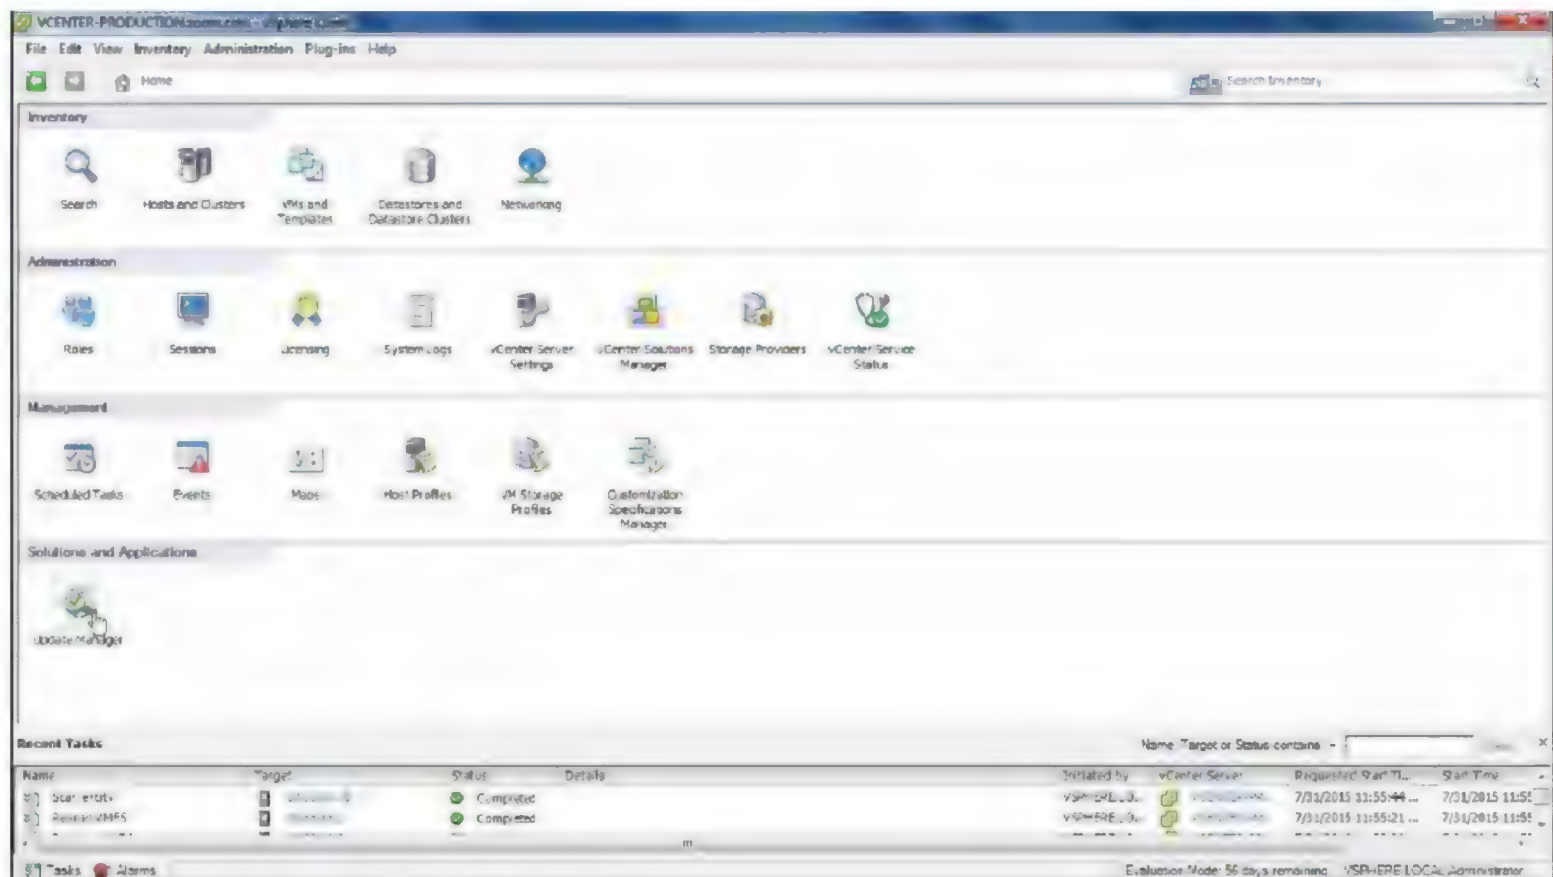 VCENTER-PRODUCTION vSphere Client
File Edit View Inventory Administration Plug-ins Help
Home
Search Inventory
Inventory
Search
Hosts and Clusters
VMs and Templates
Datastores and Datastore Clusters
Networking
Administration
Roles
Sessions
Licensing
System Logs
vCenter Server Settings
vCenter Solutions Manager
Storage Providers
vCenter Service Status
Management
Scheduled Tasks
Events
Maps
Host Profiles
VM Storage Profiles
Customization Specifications Manager
Solutions and Applications
Update Manager
Recent Tasks
Name, Target or Status contains
Name Target Status Details Initiated by vCenter Server Requested Start Ti... Start Time
Scan entity Completed 7/31/2015 11:55:44 ... 7/31/2015 11:55
Rescan VMFS Completed 7/31/2015 11:55:21 ... 7/31/2015 11:55
Tasks Alarms
Evaluation Mode: 56 days remaining VSPHERE.LOCAL Administrator